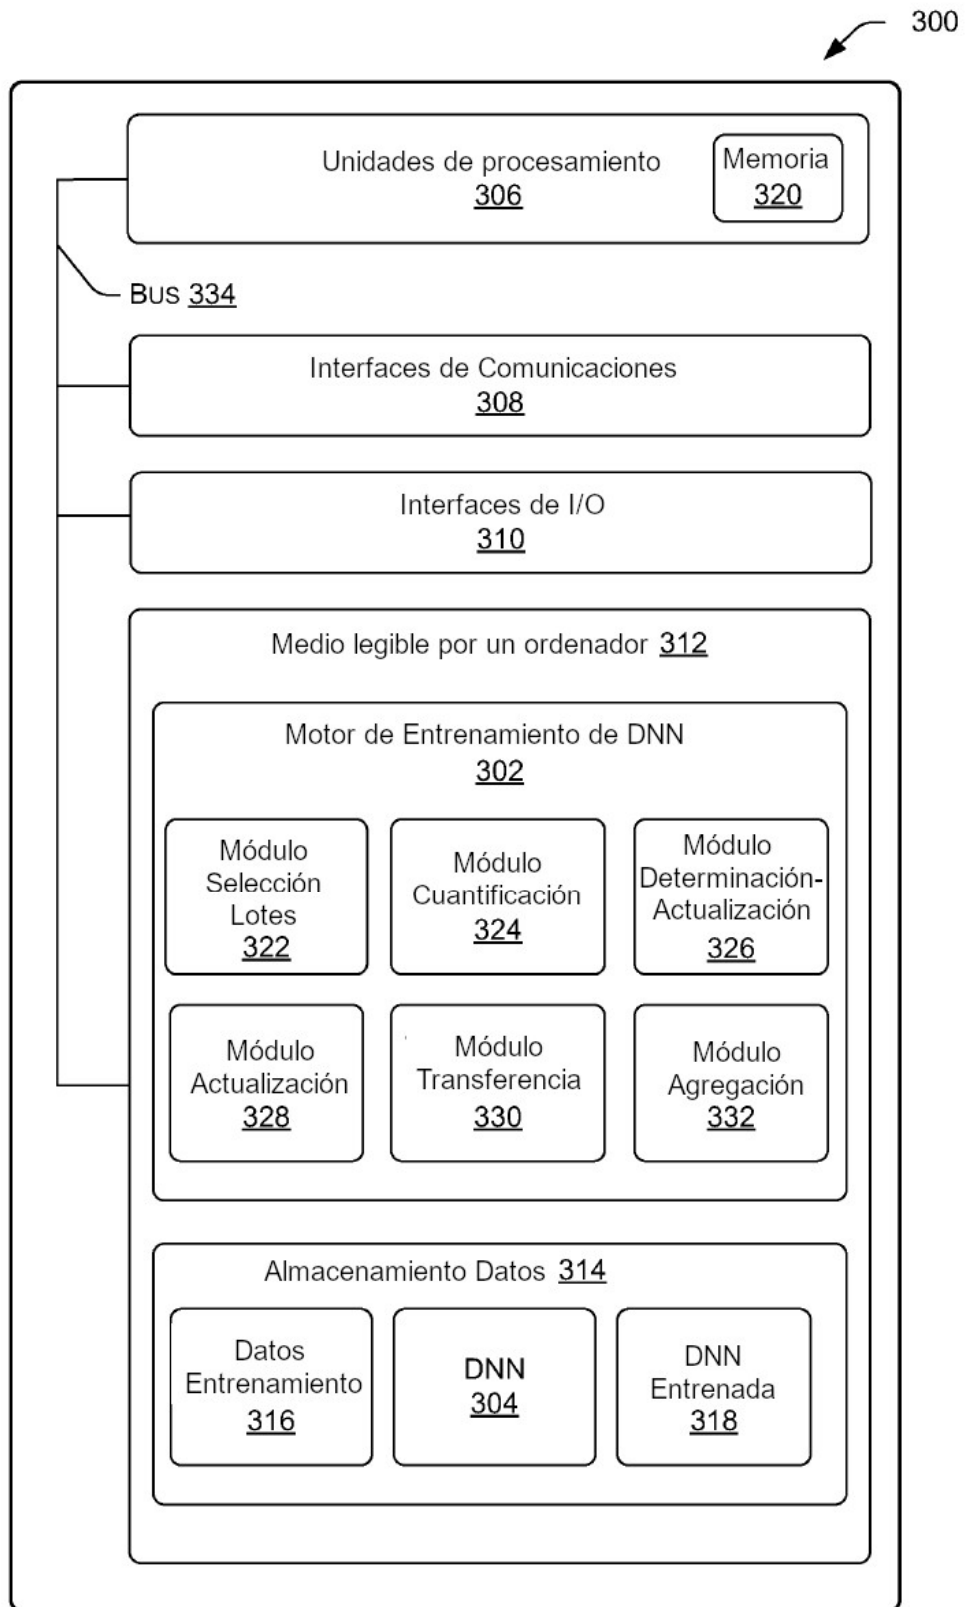 300
Unidades de procesamiento
306
Memoria
320
Bus 334
Interfaces de Comunicaciones
308
Interfaces de I/O
310
Medio legible por un ordenador 312
Motor de Entrenamiento de DNN
302
Módulo
Selección
Lotes
322
Módulo
Cuantificación
324
Módulo
Determinación-
Actualización
326
Módulo
Actualización
328
Módulo
Transferencia
330
Módulo
Agregación
332
Almacenamiento Datos 314
Datos
Entrenamiento
316
DNN
304
DNN
Entrenada
318